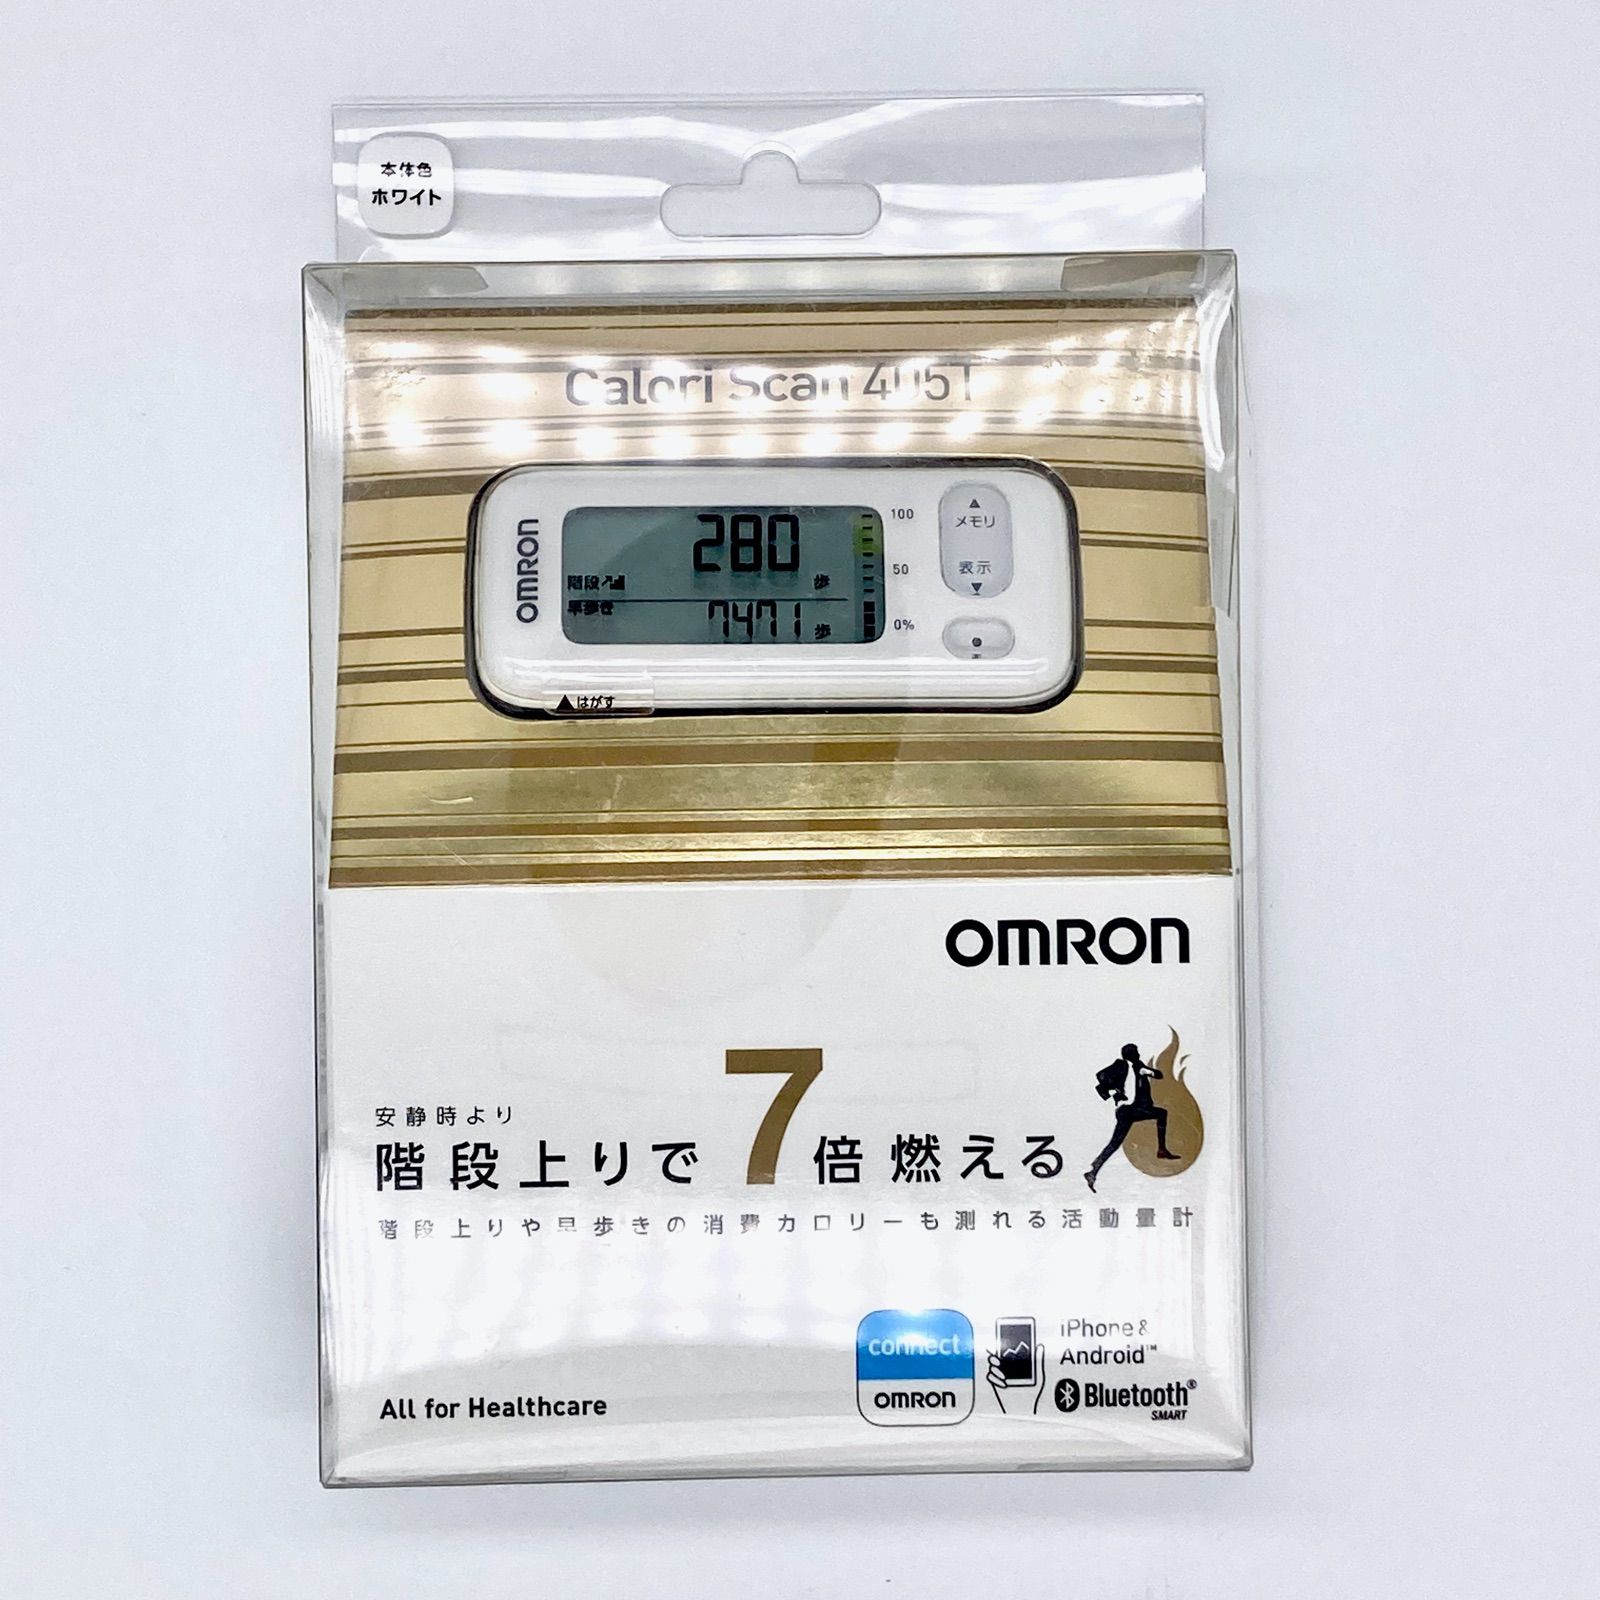 本体色
ホワイト
Calori Scan 405T
OMRON
280
階段
歩
早歩き
7471
歩
100
50
0%
▲
メモリ
表示
▼
▲はがす
OMRON
安静時より
階段上りで7倍燃える
階段上りや早歩きの消費カロリーも測れる活動量計
connect
OMRON
iPhone &
Android™
Bluetooth®
SMART
All for Healthcare